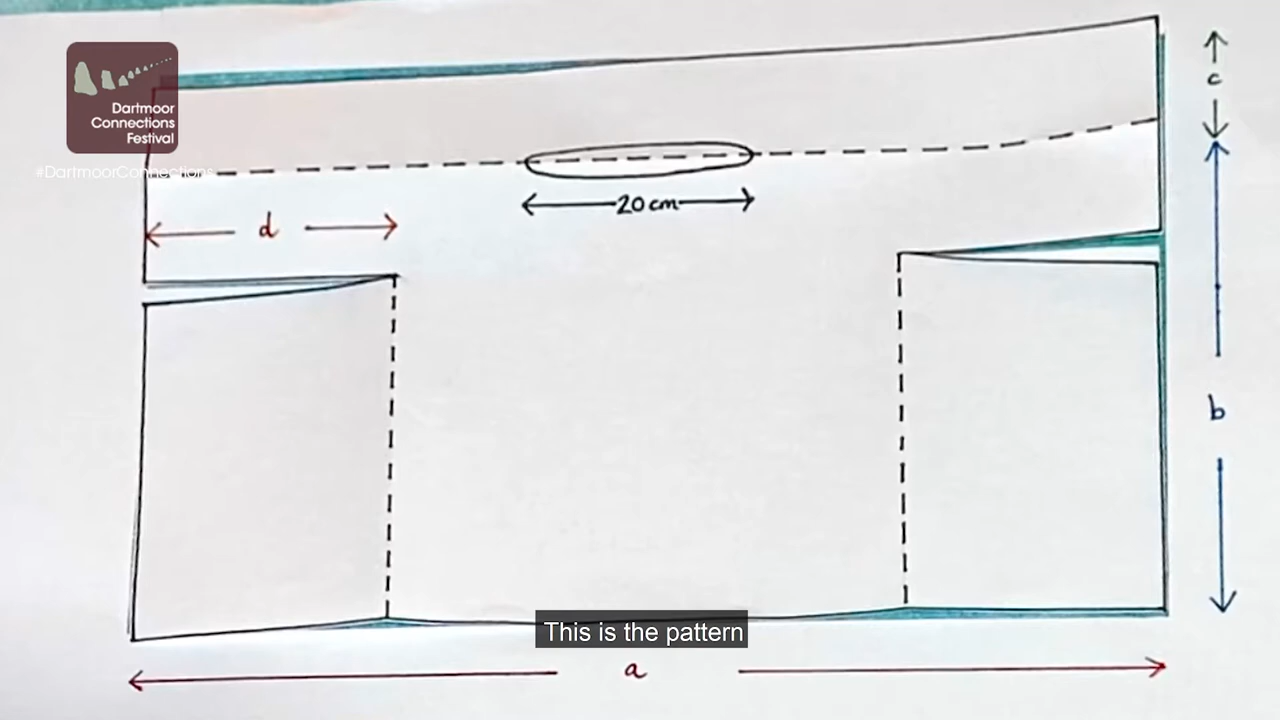 Dartmoor
Connections
Festival
#DartmoorConnections
c
20cm
d
b
This is the pattern
a